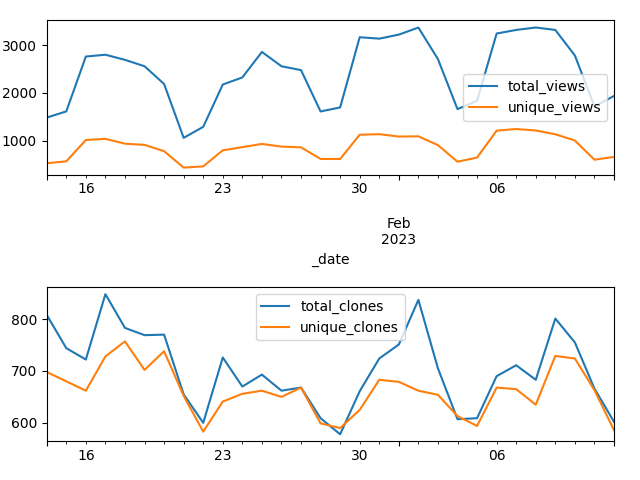 3000
2000
1000
total_views
unique_views
16
23
30
06
Feb
2023
_date
800
700
600
total_clones
unique_clones
16
23
30
06